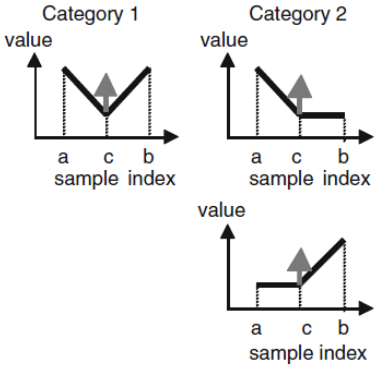 Category 1
value
a c b
sample index
Category 2
value
a c b
sample index
value
a c b
sample index